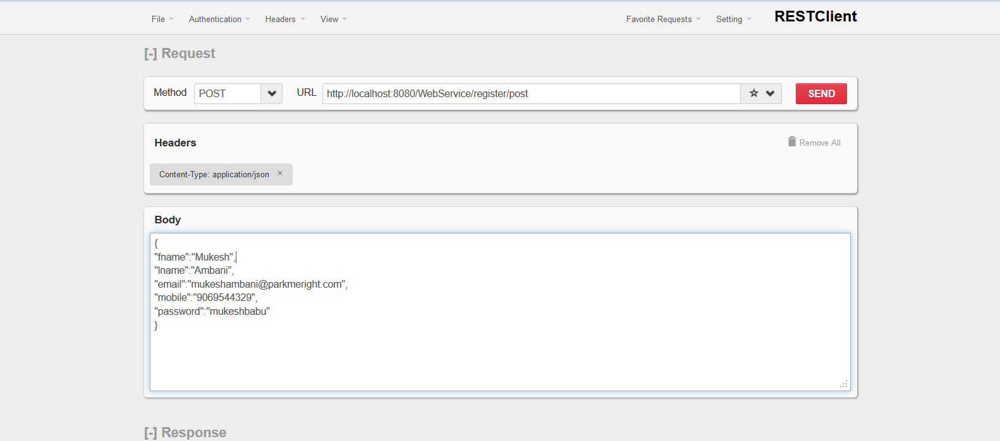 File Authentication Headers View Favorite Requests Setting RESTClient
[-] Request
Method POST URL http://localhost:8080/WebService/register/post SEND
Headers Remove All
Content-Type: application/json ×
Body
{
"fname":"Mukesh",
"lname":"Ambani",
"email":"mukeshambani@parkmeright.com",
"mobile":"9069544329",
"password":"mukeshbabu"
}
[-] Response